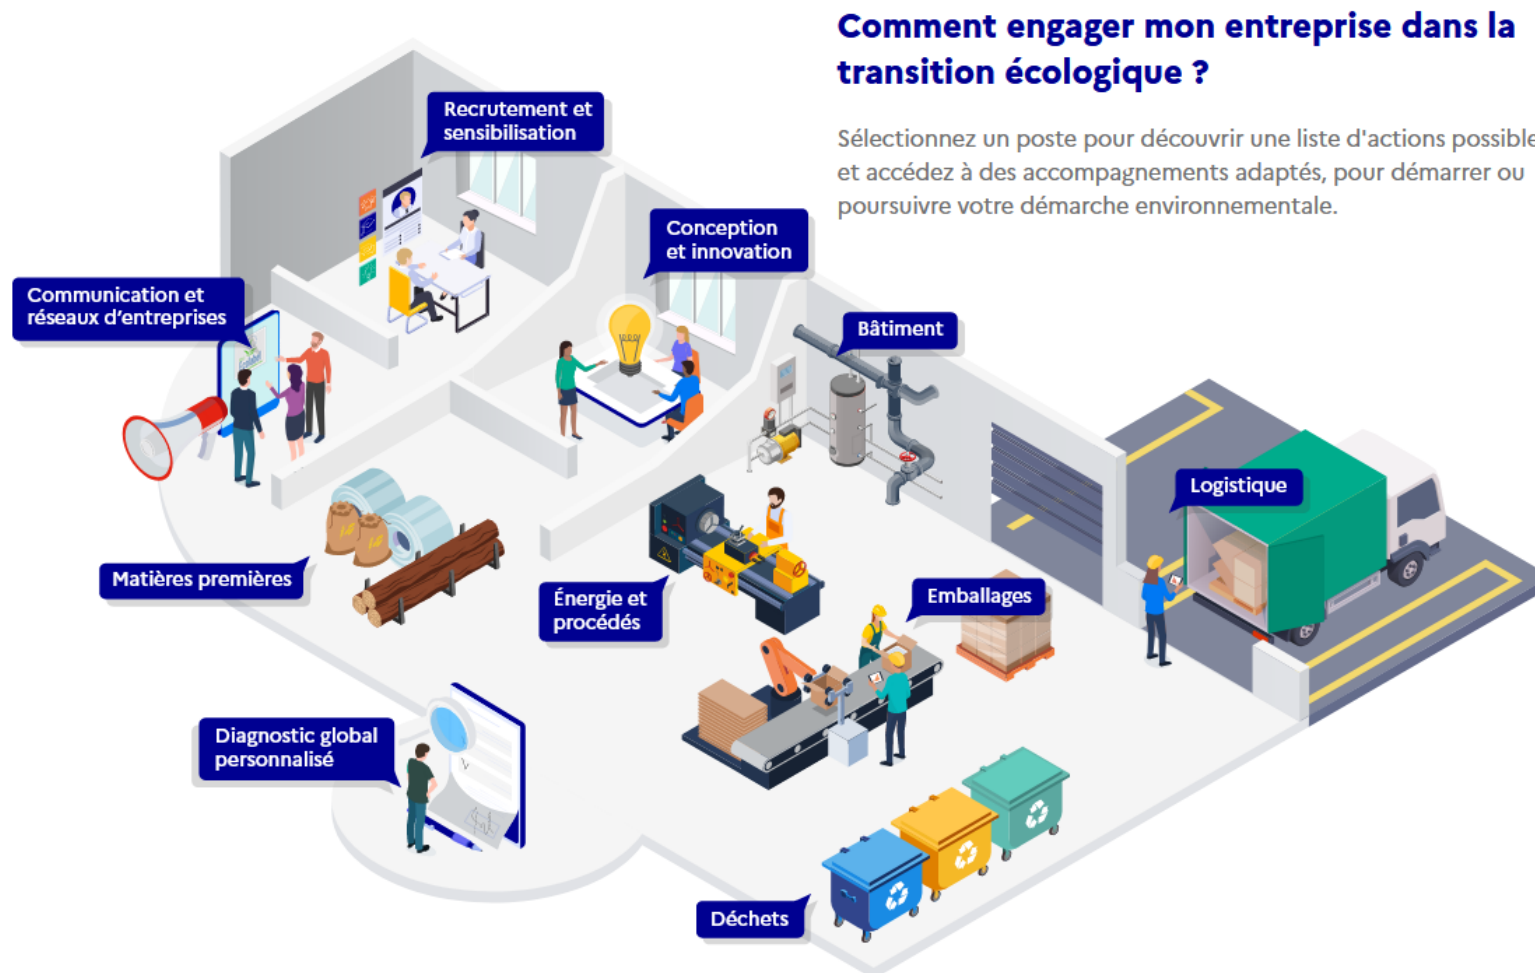 Comment engager mon entreprise dans la
transition écologique ?
Sélectionnez un poste pour découvrir une liste d'actions possible
et accédez à des accompagnements adaptés, pour démarrer ou
poursuivre votre démarche environnementale.
Recrutement et
sensibilisation
Conception
et innovation
Communication et
réseaux d'entreprises
Bâtiment
Logistique
Matières premières
Énergie et
procédés
Emballages
Diagnostic global
personnalisé
Déchets